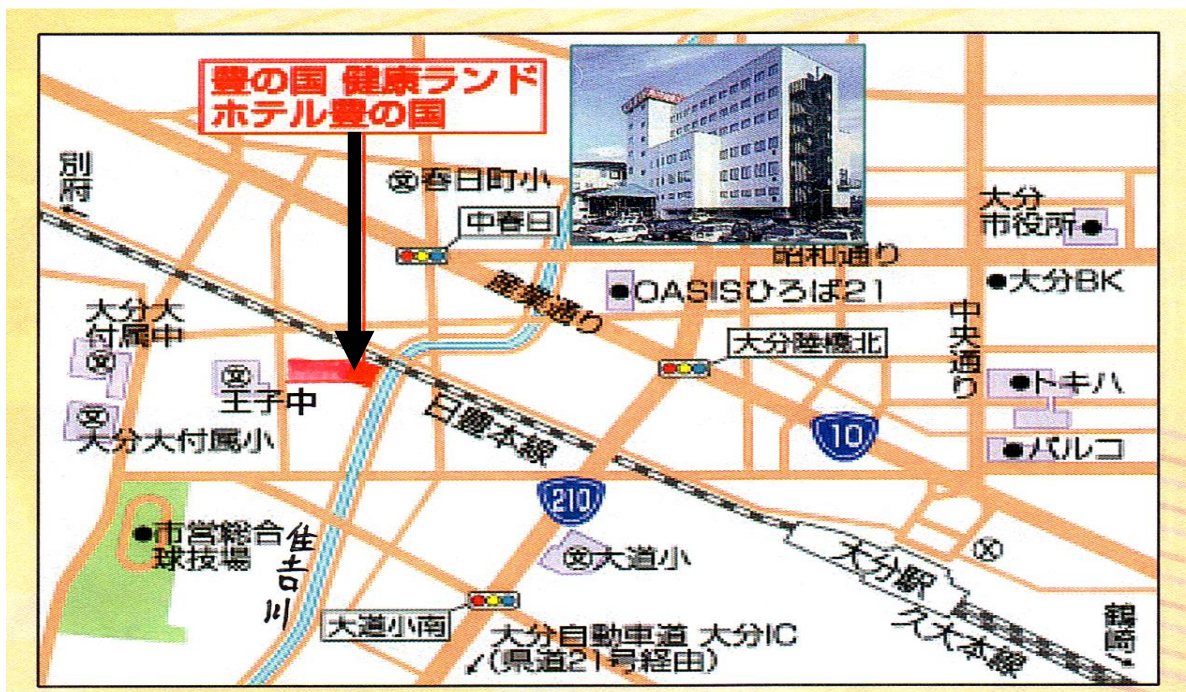 豊の国 健康ランド
ホテル豊の国
別府
春日町小
中春日
大分
市役所
昭和通り
大分BK
OASISひろば21
産業通り
中央通り
大分陸橋北
大分大
付属中
王子中
トキハ
大分大付属小
日豊本線
10
パルコ
210
市営総合
球技場
住吉川
大道小
大分駅
大道小南
久大本線
鶴崎
大分自動車道 大分IC
(県道21号経由)